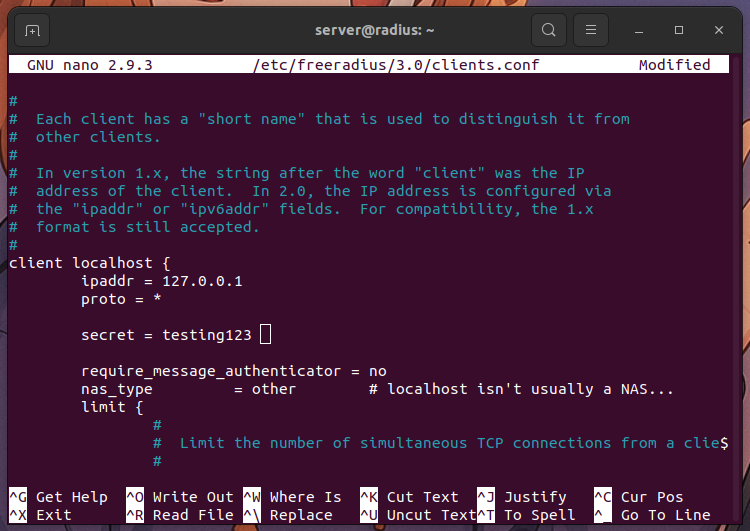 server@radius: ~
GNU nano 2.9.3 /etc/freeradius/3.0/clients.conf Modified
#
#  Each client has a "short name" that is used to distinguish it from
#  other clients.
#
#  In version 1.x, the string after the word "client" was the IP
#  address of the client.  In 2.0, the IP address is configured via
#  the "ipaddr" or "ipv6addr" fields.  For compatibility, the 1.x
#  format is still accepted.
#
client localhost {
        ipaddr = 127.0.0.1
        proto = *
        secret = testing123
        require_message_authenticator = no
        nas_type         = other        # localhost isn't usually a NAS...
        limit {
                #
                #  Limit the number of simultaneous TCP connections from a clie$
                #
^G Get Help  ^O Write Out ^W Where Is  ^K Cut Text  ^J Justify   ^C Cur Pos
^X Exit      ^R Read File ^\ Replace   ^U Uncut Text^T To Spell  ^_ Go To Line